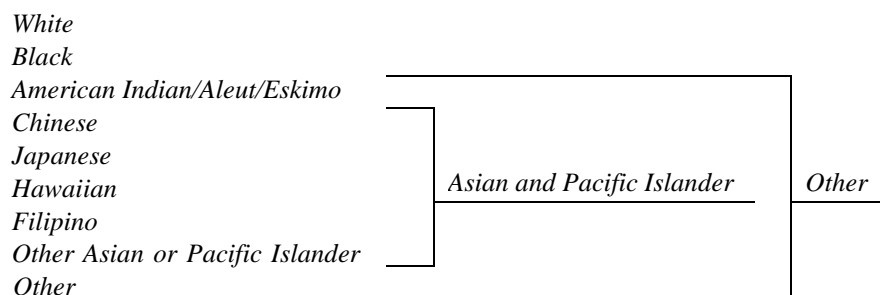 White
Black
American Indian/Aleut/Eskimo
Chinese
Japanese
Asian and Pacific Islander
Other
Hawaiian
Filipino
Other Asian or Pacific Islander
Other